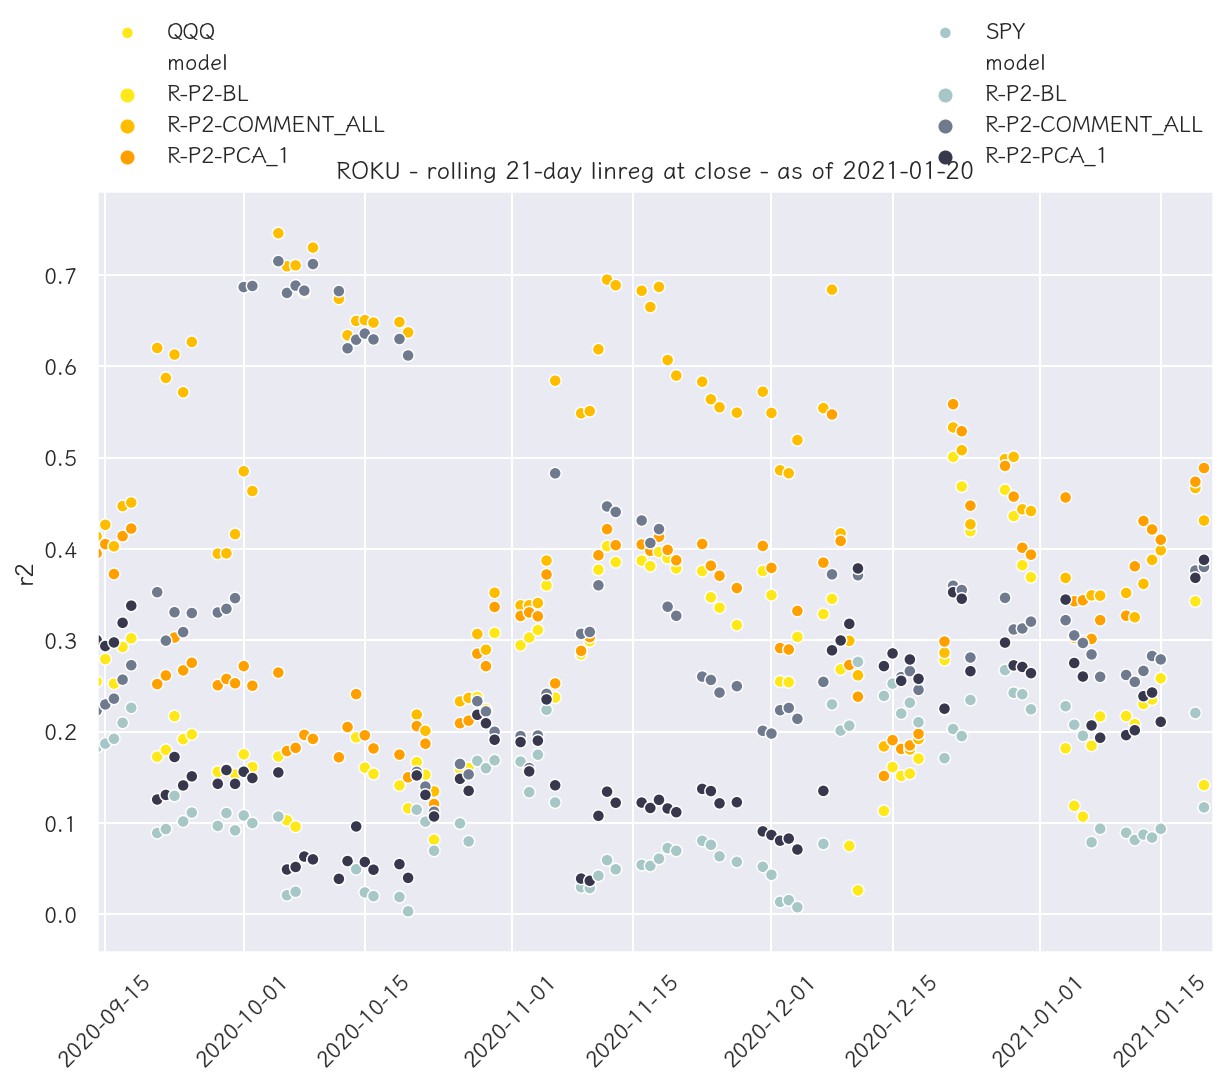 QQQ
model
R-P2-BL
R-P2-COMMENT_ALL
R-P2-PCA_1
SPY
model
R-P2-BL
R-P2-COMMENT_ALL
R-P2-PCA_1
ROKU - rolling 21-day linreg at close - as of 2021-01-20
r2
0.7
0.6
0.5
0.4
0.3
0.2
0.1
0.0
2020-09-15
2020-10-01
2020-10-15
2020-11-01
2020-11-15
2020-12-01
2020-12-15
2021-01-01
2021-01-15